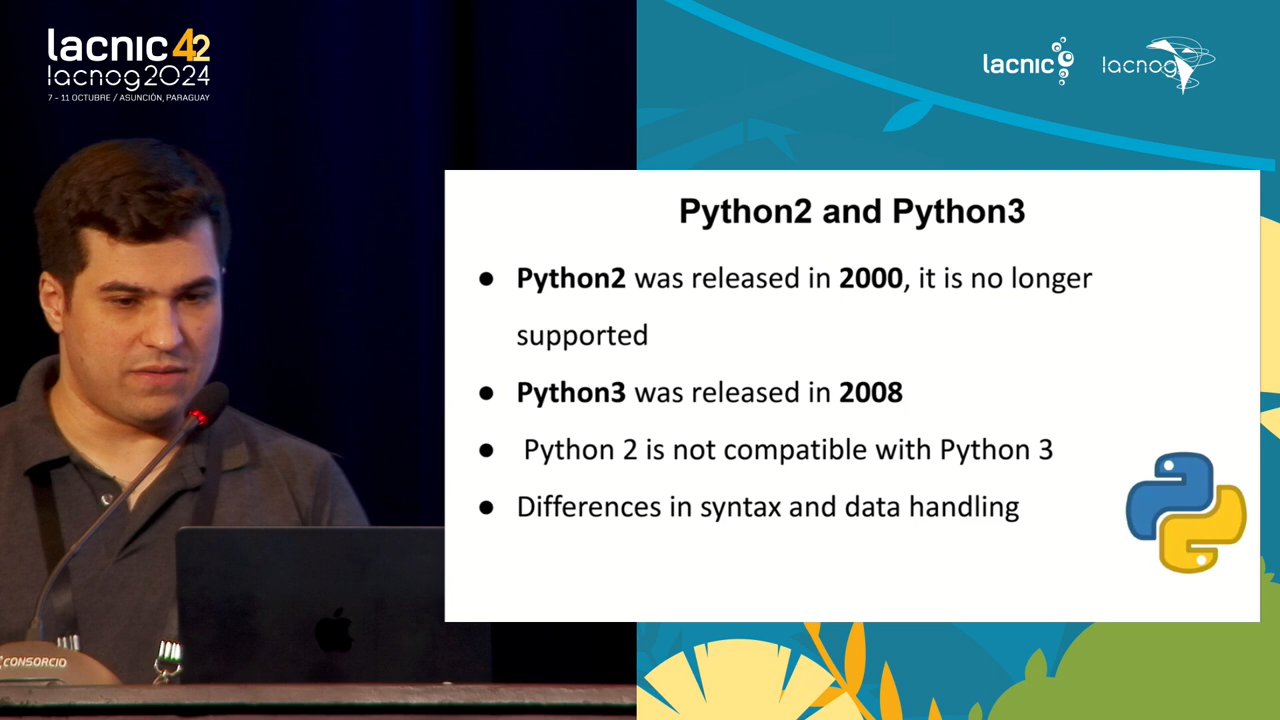 lacnic 42
lacnog2024
7 - 11 OCTUBRE / ASUNCIÓN, PARAGUAY
lacnic
lacnog
Python2 and Python3
● Python2 was released in 2000, it is no longer
supported
● Python3 was released in 2008
● Python 2 is not compatible with Python 3
● Differences in syntax and data handling
CONSORCIO